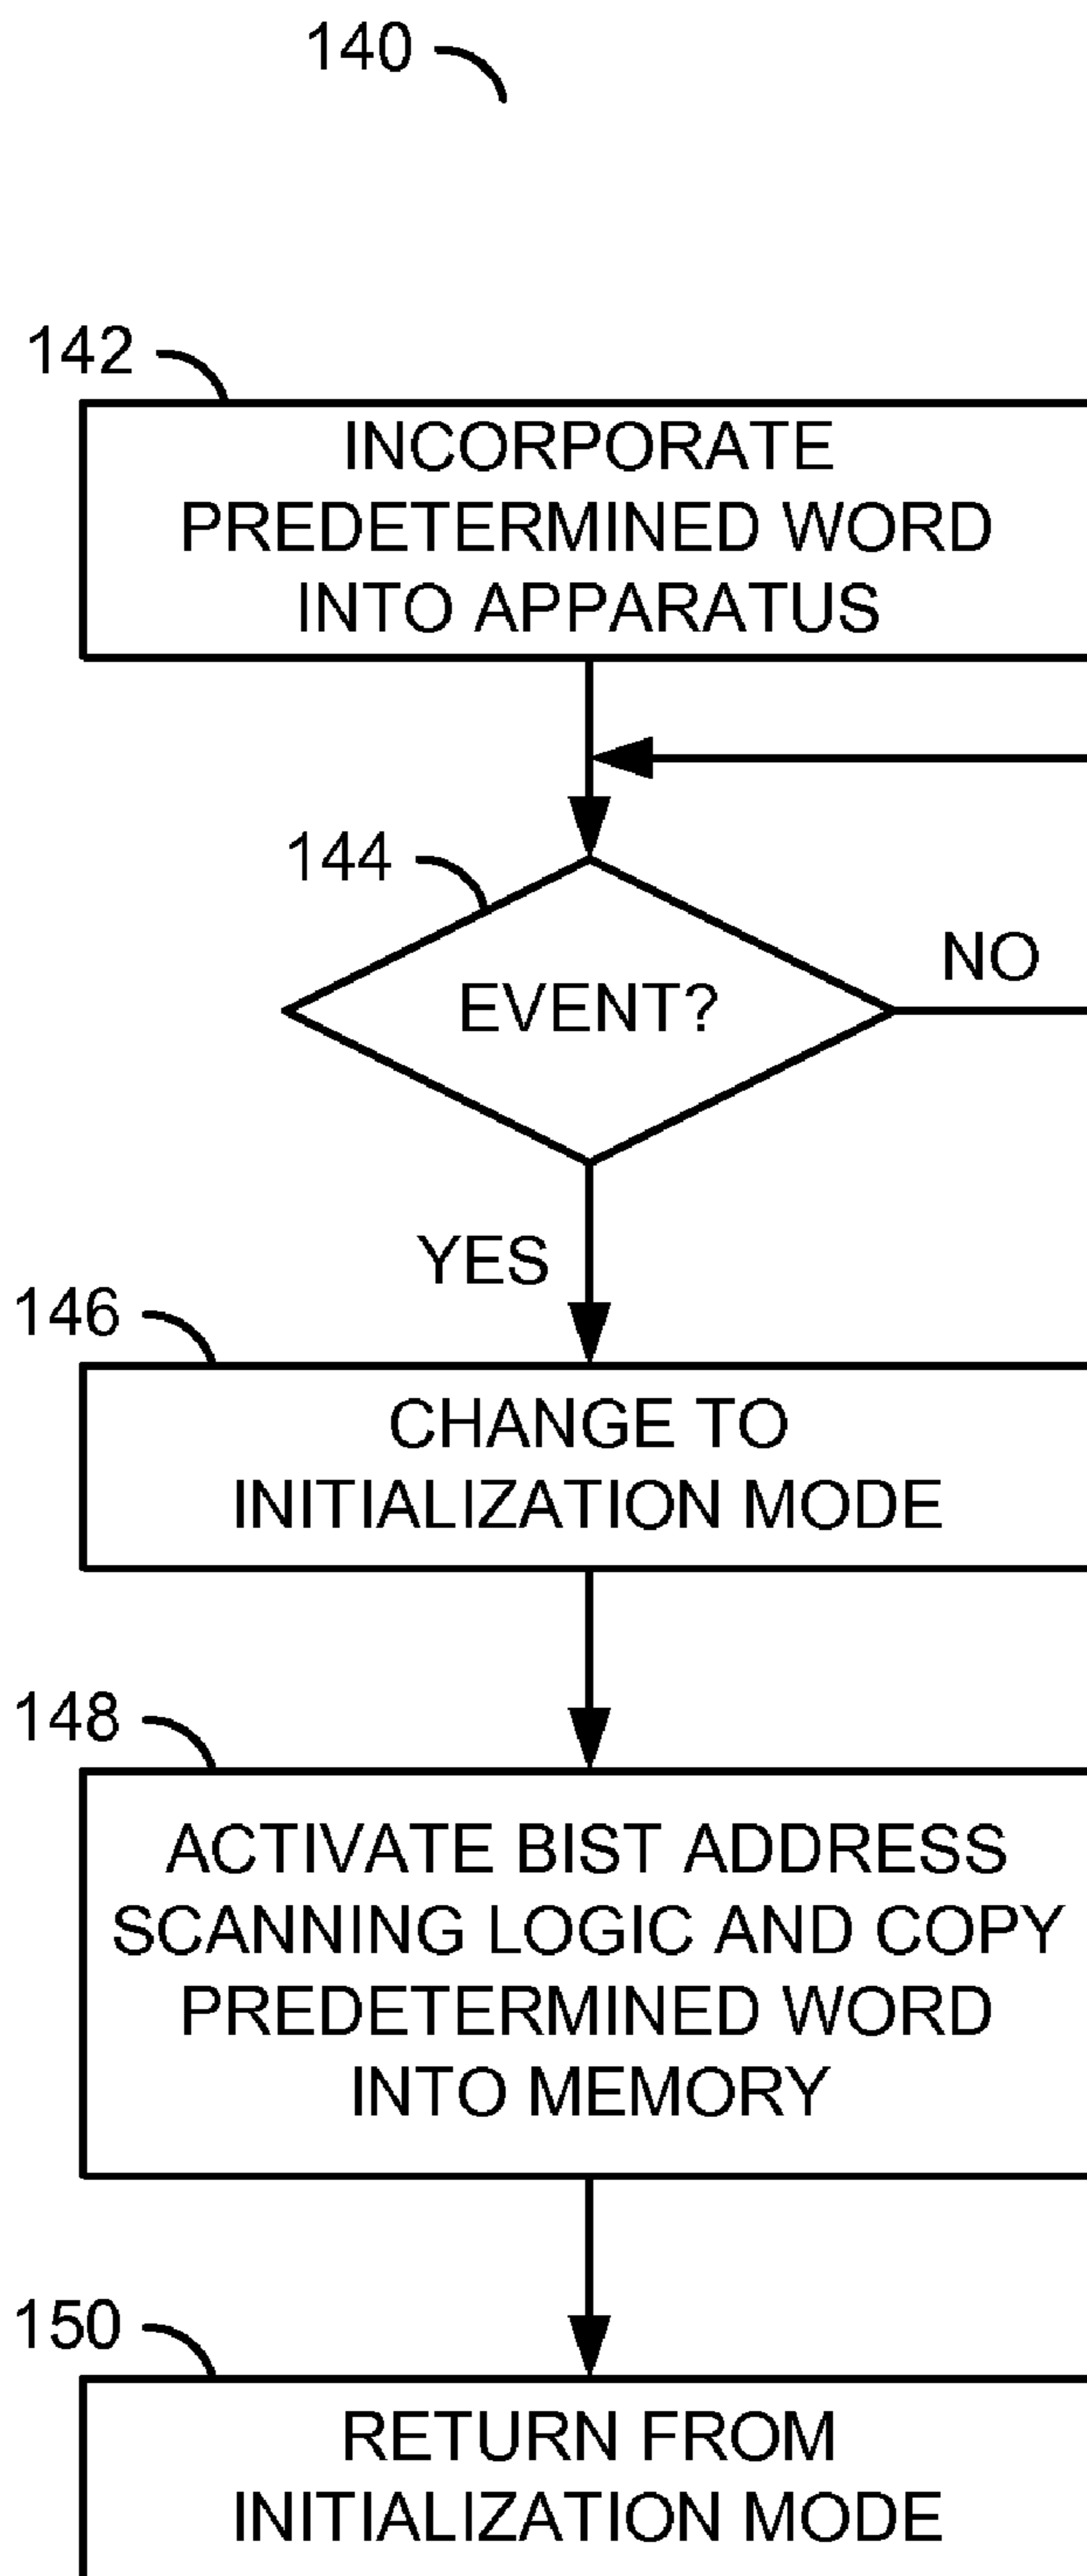 140
142
INCORPORATE
PREDETERMINED WORD
INTO APPARATUS
144
EVENT?
NO
YES
146
CHANGE TO
INITIALIZATION MODE
148
ACTIVATE BIST ADDRESS
SCANNING LOGIC AND COPY
PREDETERMINED WORD
INTO MEMORY
150
RETURN FROM
INITIALIZATION MODE